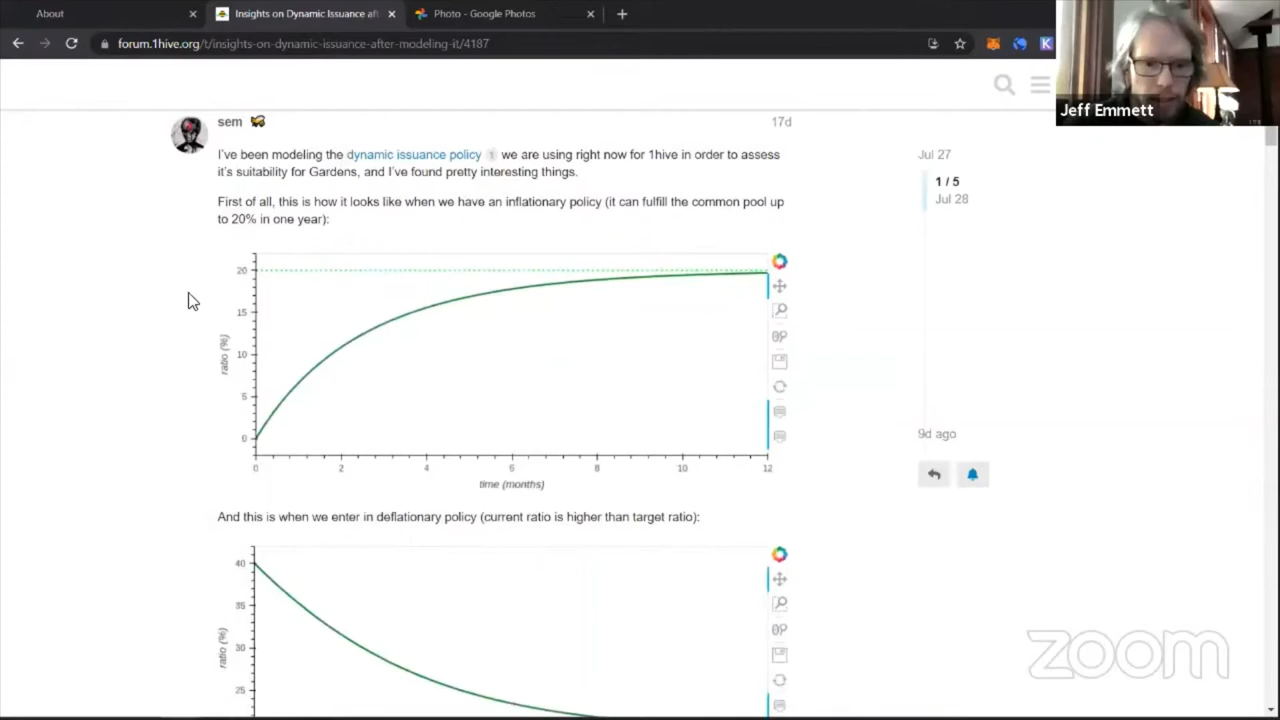 About
Insights on Dynamic Issuance af
Photo - Google Photos
forum.1hive.org/t/insights-on-dynamic-issuance-after-modeling-it/4187
K
Jeff Emmett
sem
17d
I've been modeling the dynamic issuance policy 1 we are using right now for 1hive in order to assess
it's suitability for Gardens, and I've found pretty interesting things.
First of all, this is how it looks like when we have an inflationary policy (it can fulfill the common pool up
to 20% in one year):
Jul 27
1 / 5
Jul 28
9d ago
20
15
10
5
0
ratio (%)
0 2 4 6 8 10 12
time (months)
And this is when we enter in deflationary policy (current ratio is higher than target ratio):
40
35
30
25
ratio (%)
zoom